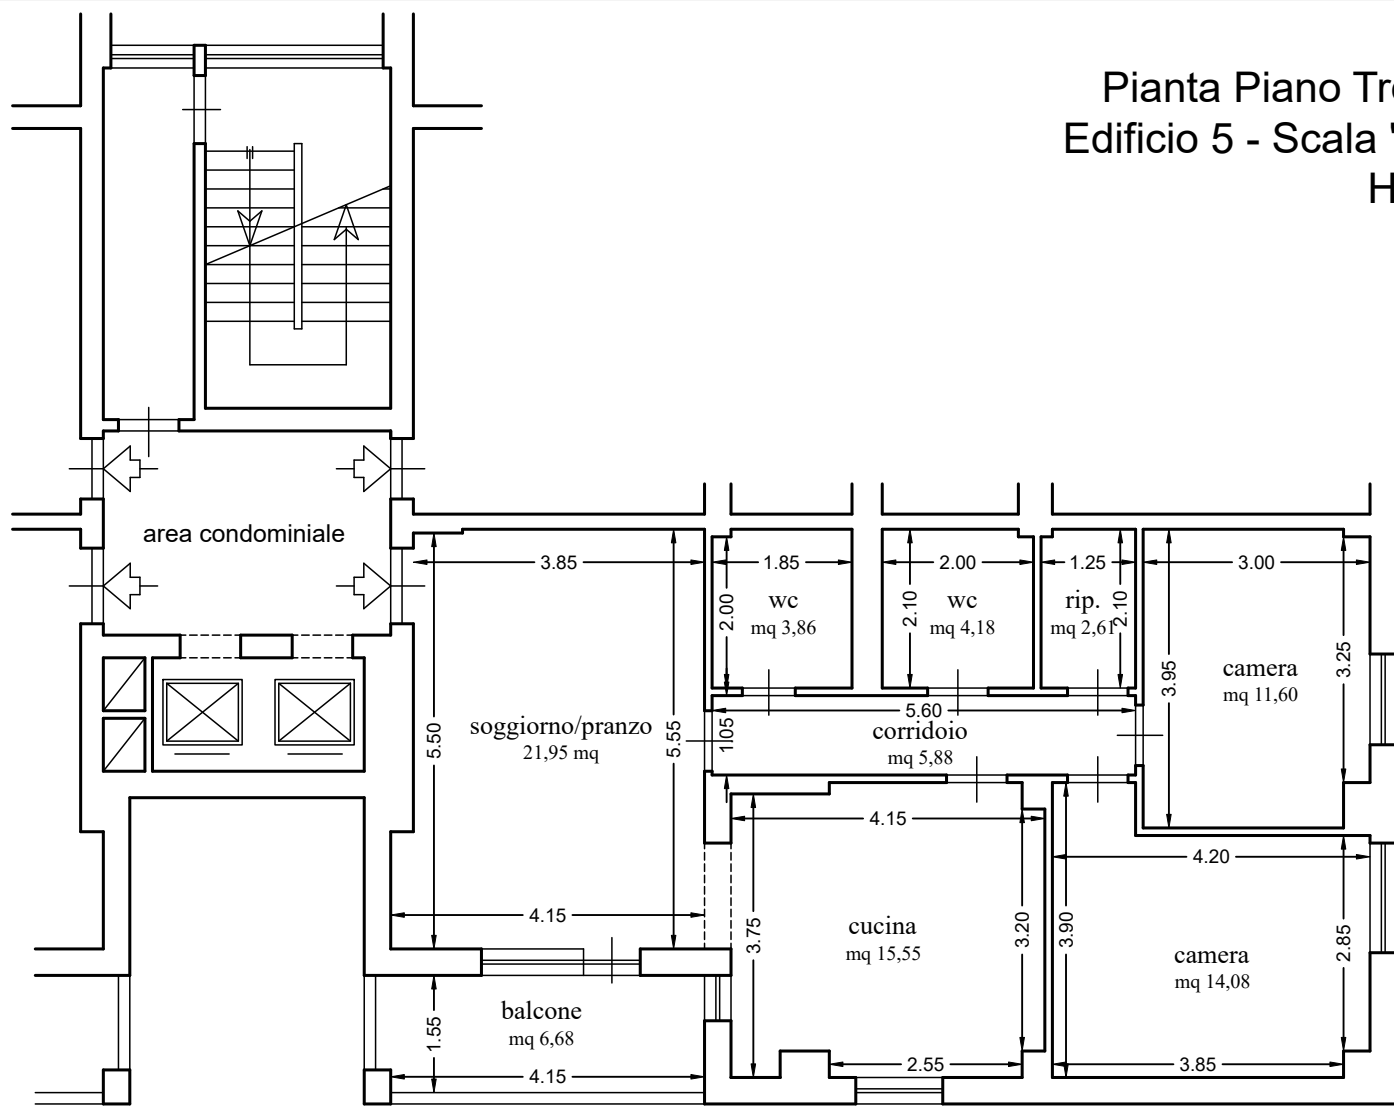 Pianta Piano
Edificio 5 - Scala
area condominiale
3.85
1.85
2.00
1.25
3.00
wc
mq 3,86
wc
mq 4,18
rip.
mq 2,61
2.00
2.10
2.10
3.95
3.25
camera
mq 11,60
soggiorno/pranzo
21,95 mq
5.50
5.55
1.05
5.60
corridoio
mq 5,88
4.15
4.20
4.15
3.75
cucina
mq 15,55
3.20
3.90
camera
mq 14,08
2.85
balcone
mq 6,68
1.55
4.15
2.55
3.85